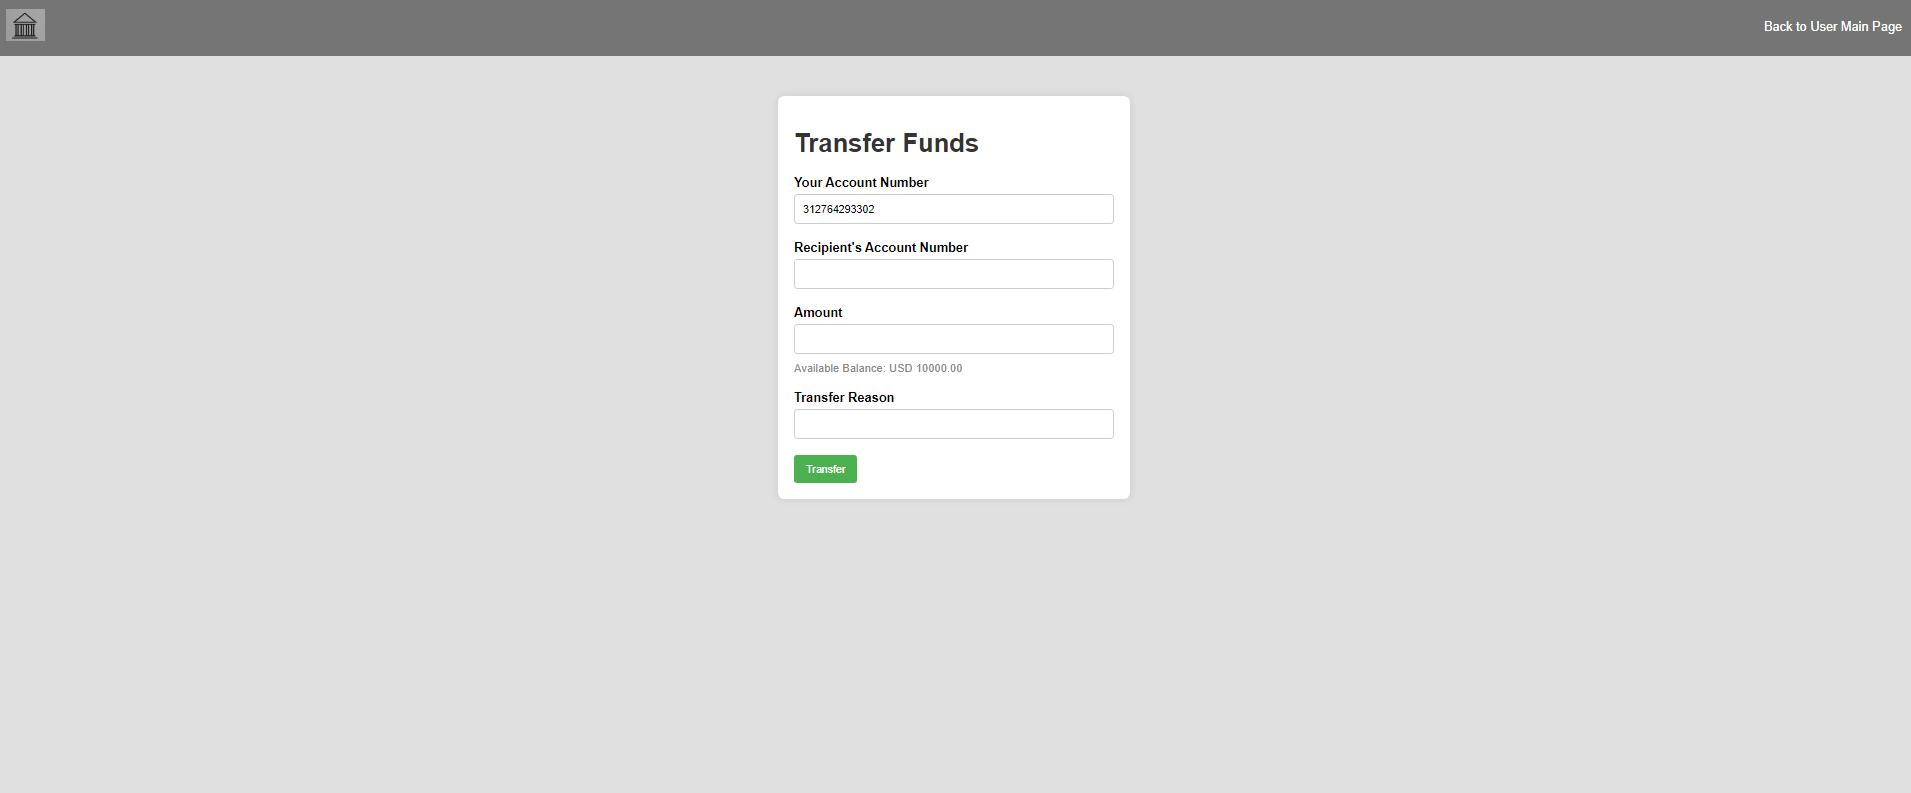 Back to User Main Page
Transfer Funds
Your Account Number
312764293302
Recipient's Account Number
Amount
Available Balance: USD 10000.00
Transfer Reason
Transfer